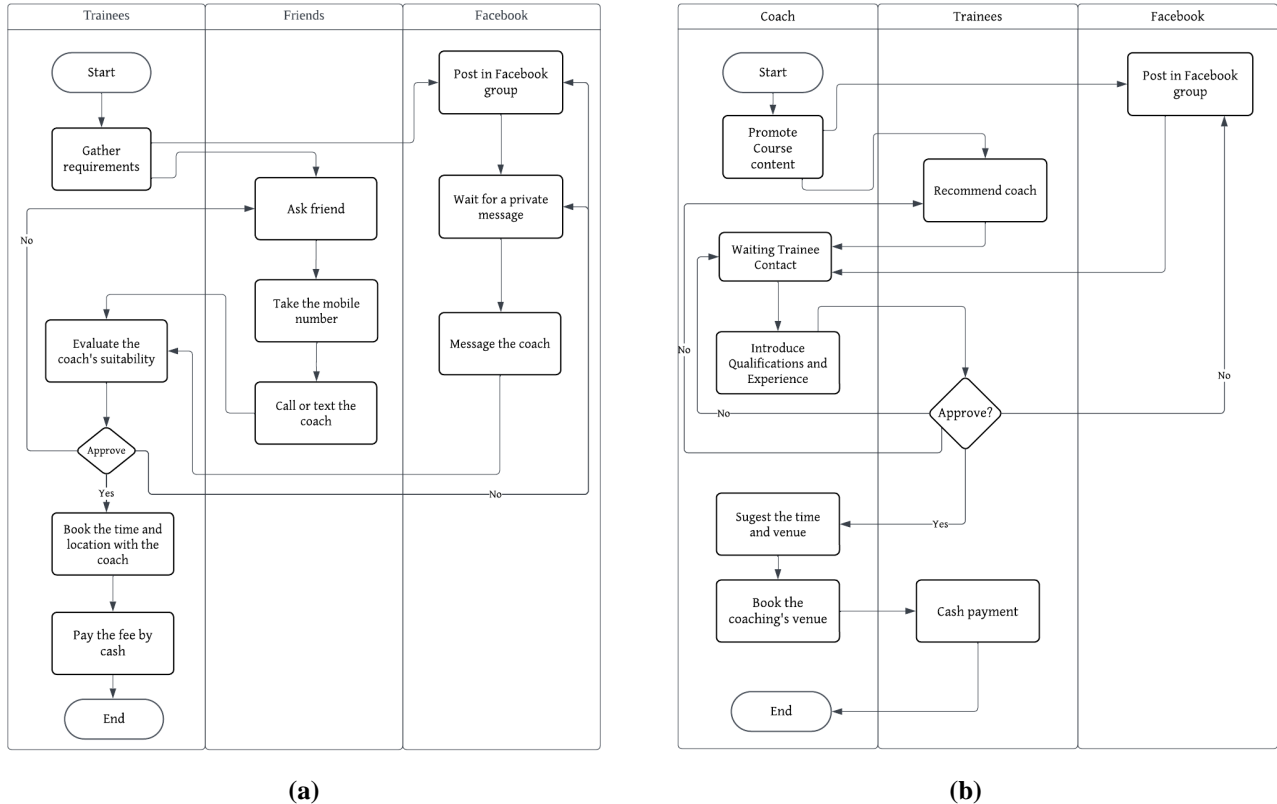 Trainees
Friends
Facebook
Start
Post in Facebook
group
Gather
requirements
Ask friend
Wait for a private
message
No
Take the mobile
number
Evaluate the
coach's suitability
Message the coach
Call or text the
coach
Approve
Yes
No
Book the time and
location with the
coach
Pay the fee by
cash
End
(a)
Coach
Trainees
Facebook
Start
Post in Facebook
group
Promote
Course
content
Recommend coach
Waiting Trainee
Contact
No
Introduce
Qualifications and
Experience
No
No
Approve?
Sugest the time
and venue
Yes
Book the
coaching's venue
Cash payment
End
(b)